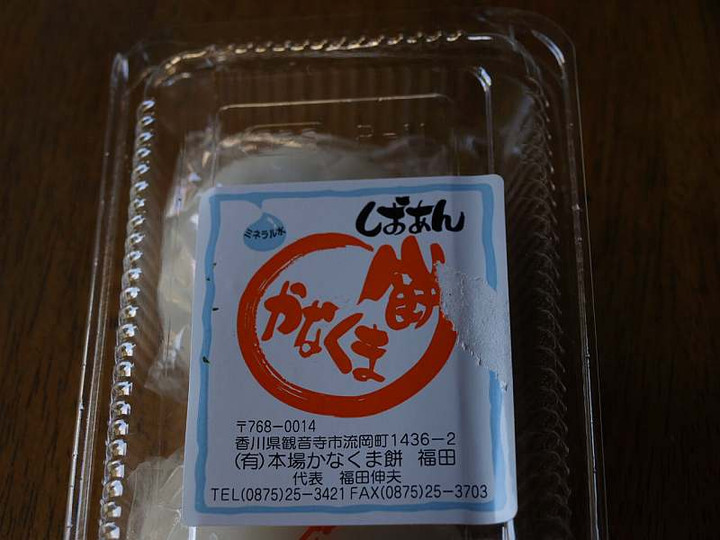 しおあん
ミネラル水
かなくま餅
〒768-0014
香川県観音寺市流岡町1436-2
(有)本場かなくま餅 福田
代表 福田伸夫
TEL(0875)25-3421 FAX(0875)25-3703